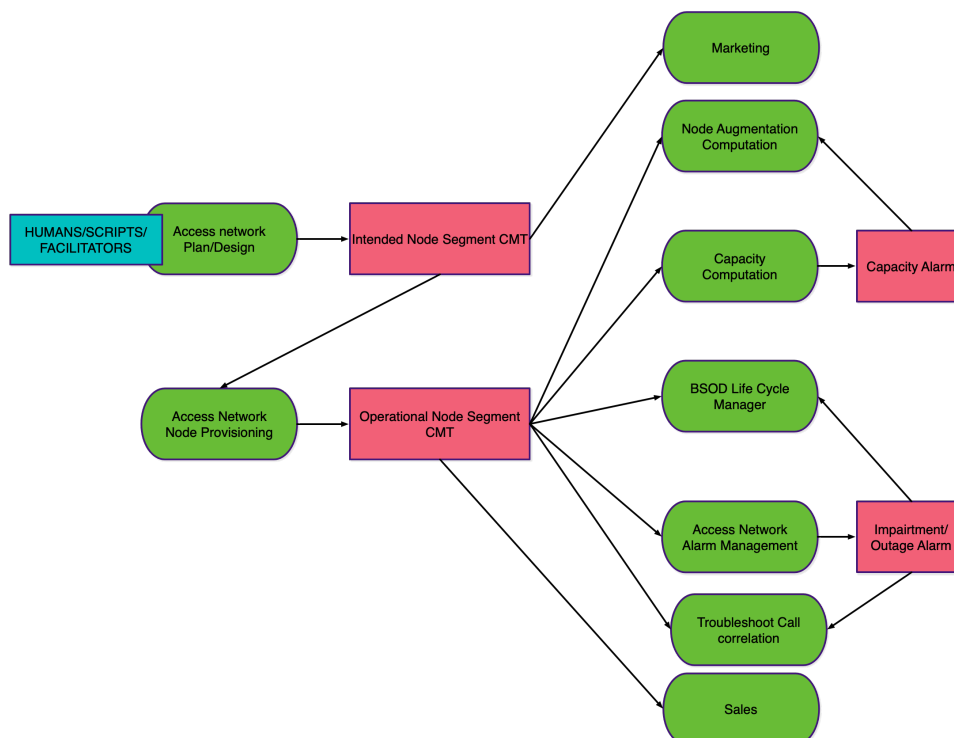 Marketing
Node Augmentation
Computation
HUMANS/SCRIPTS/
FACILITATORS
Access network
Plan/Design
Intended Node Segment CMT
Capacity
Computation
Capacity Alarm
Access Network
Node Provisioning
Operational Node Segment
CMT
BSOD Life Cycle
Manager
Access Network
Alarm Management
Impairtment/
Outage Alarm
Troubleshoot Call
correlation
Sales